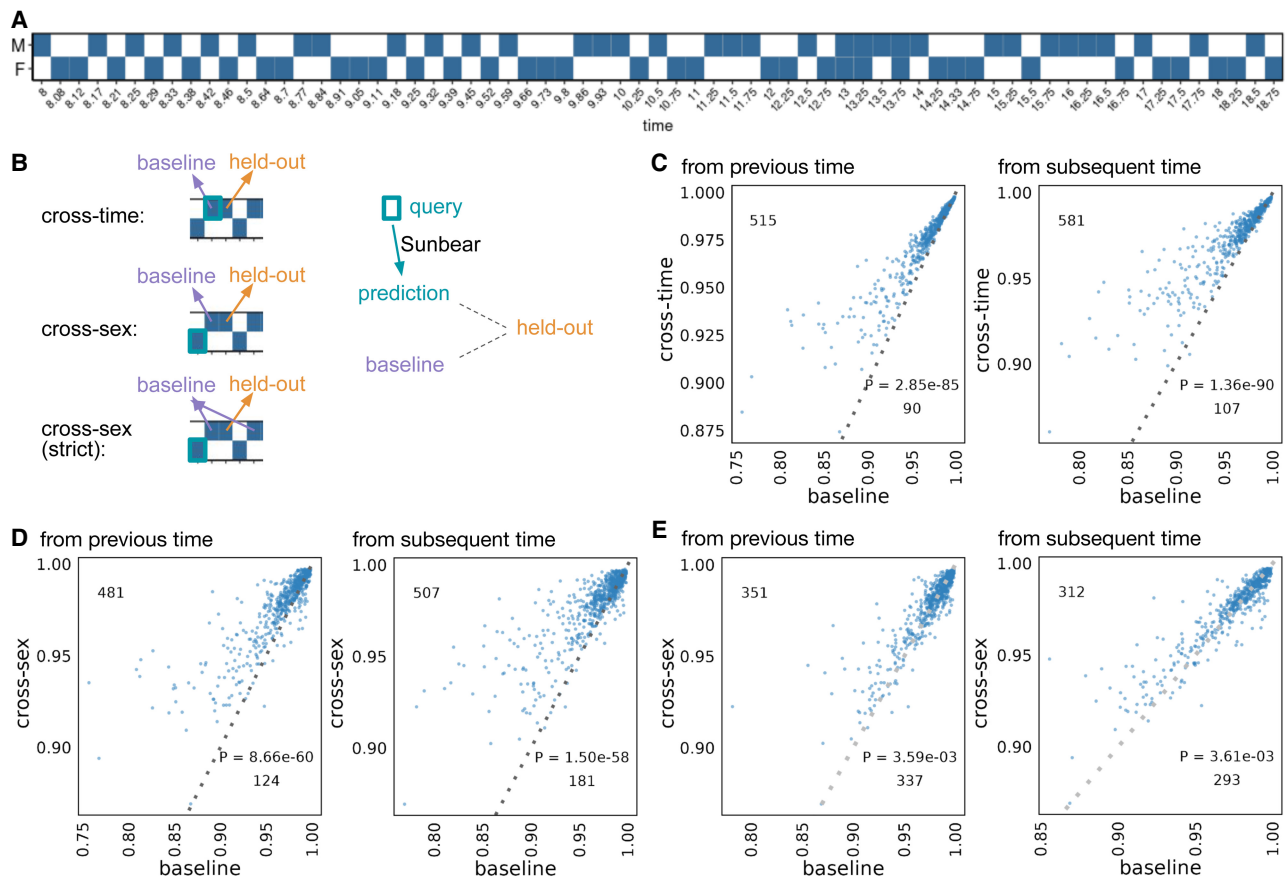 A
M
F
8 8.08 8.12 8.17 8.21 8.25 8.29 8.33 8.38 8.42 8.46 8.5 8.64 8.7 8.77 8.84 8.91 9.05 9.11 9.18 9.25 9.32 9.39 9.45 9.52 9.59 9.66 9.73 9.8 9.86 9.93 10 10.25 10.5 10.75 11 11.25 11.5 11.75 12 12.25 12.5 12.75 13 13.25 13.5 13.75 14 14.25 14.33 14.75 15 15.25 15.5 15.75 16 16.25 16.5 16.75 17 17.25 17.5 17.75 18 18.25 18.5 18.75
time
B
baseline held-out
cross-time:
baseline held-out
cross-sex:
baseline held-out
cross-sex
(strict):
query
Sunbear
prediction
held-out
baseline
C
from previous time
cross-time
1.000
0.975
0.950
0.925
0.900
0.875
515
P = 2.85e-85
90
0.75 0.80 0.85 0.90 0.95 1.00
baseline
from subsequent time
cross-time
1.00
0.95
0.90
581
P = 1.36e-90
107
0.80 0.85 0.90 0.95 1.00
baseline
D
from previous time
cross-sex
1.00
0.95
0.90
481
P = 8.66e-60
124
0.75 0.80 0.85 0.90 0.95 1.00
baseline
from subsequent time
cross-sex
1.00
0.95
0.90
507
P = 1.50e-58
181
0.80 0.85 0.90 0.95 1.00
baseline
E
from previous time
cross-sex
1.00
0.95
0.90
351
P = 3.59e-03
337
0.80 0.85 0.90 0.95 1.00
baseline
from subsequent time
cross-sex
1.00
0.95
0.90
312
P = 3.61e-03
293
0.85 0.90 0.95 1.00
baseline